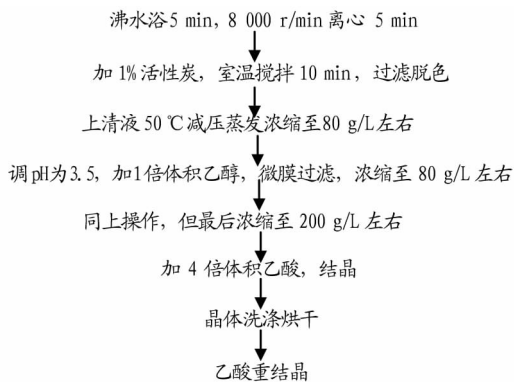 沸水浴5 min, 8 000 r/min 离心 5 min
加 1% 活性炭，室温搅拌 10 min，过滤脱色
上清液 50 ℃减压蒸发浓缩至80 g/L左右
调pH为3.5，加1倍体积乙醇，微膜过滤，浓缩至 80 g/L 左右
同上操作，但最后浓缩至 200 g/L 左右
加 4 倍体积乙酸，结晶
晶体洗涤烘干
乙酸重结晶